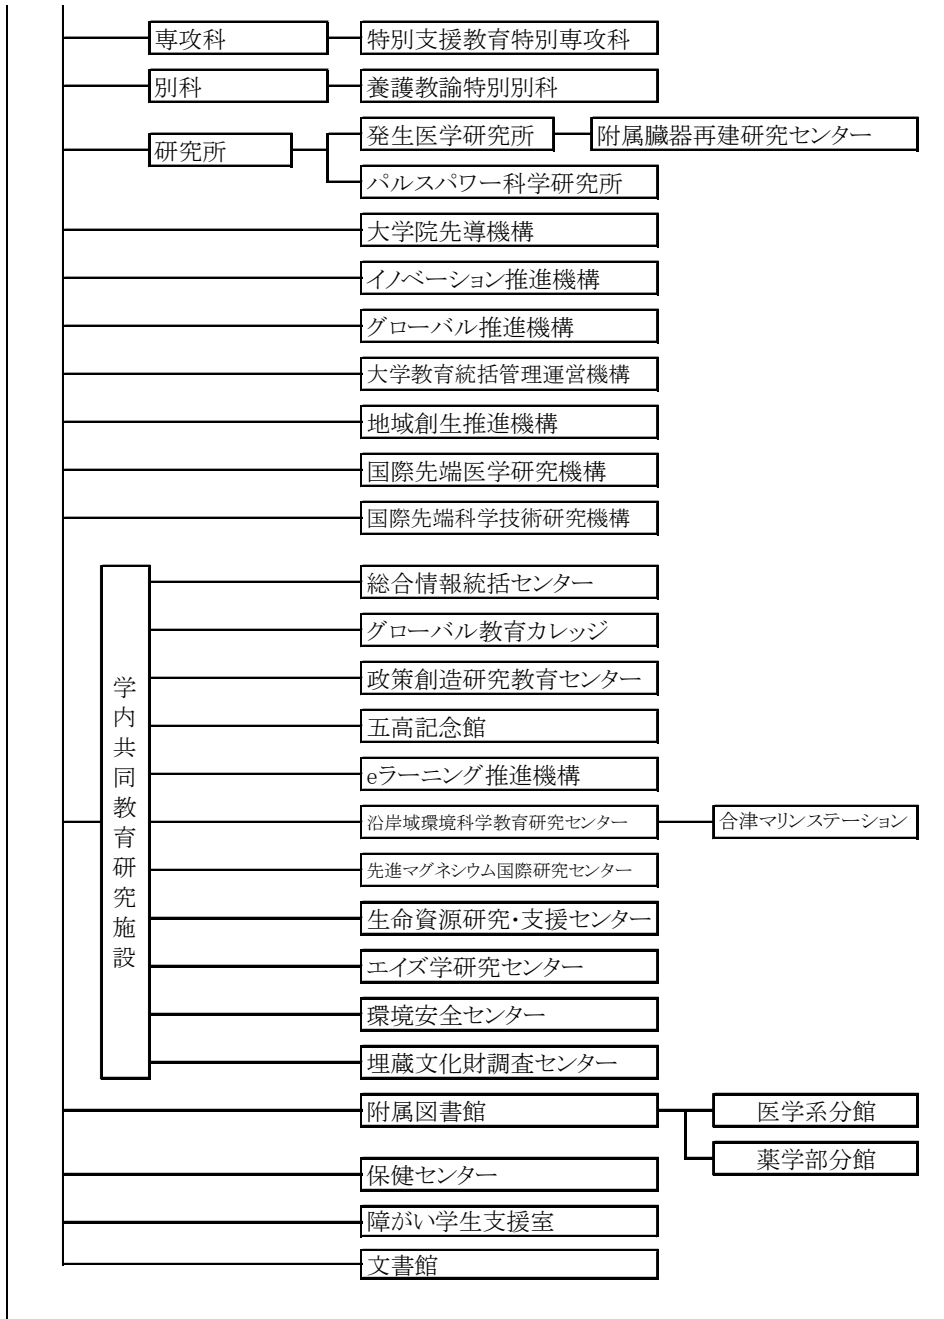 専攻科
特別支援教育特別専攻科
別科
養護教諭特別別科
研究所
発生医学研究所
附属臓器再建研究センター
パルスパワー科学研究所
大学院先導機構
イノベーション推進機構
グローバル推進機構
大学教育統括管理運営機構
地域創生推進機構
国際先端医学研究機構
国際先端科学技術研究機構
学内共同教育研究施設
総合情報統括センター
グローバル教育カレッジ
政策創造研究教育センター
五高記念館
eラーニング推進機構
沿岸域環境科学教育研究センター
合津マリンステーション
先進マグネシウム国際研究センター
生命資源研究・支援センター
エイズ学研究センター
環境安全センター
埋蔵文化財調査センター
附属図書館
医学系分館
薬学部分館
保健センター
障がい学生支援室
文書館